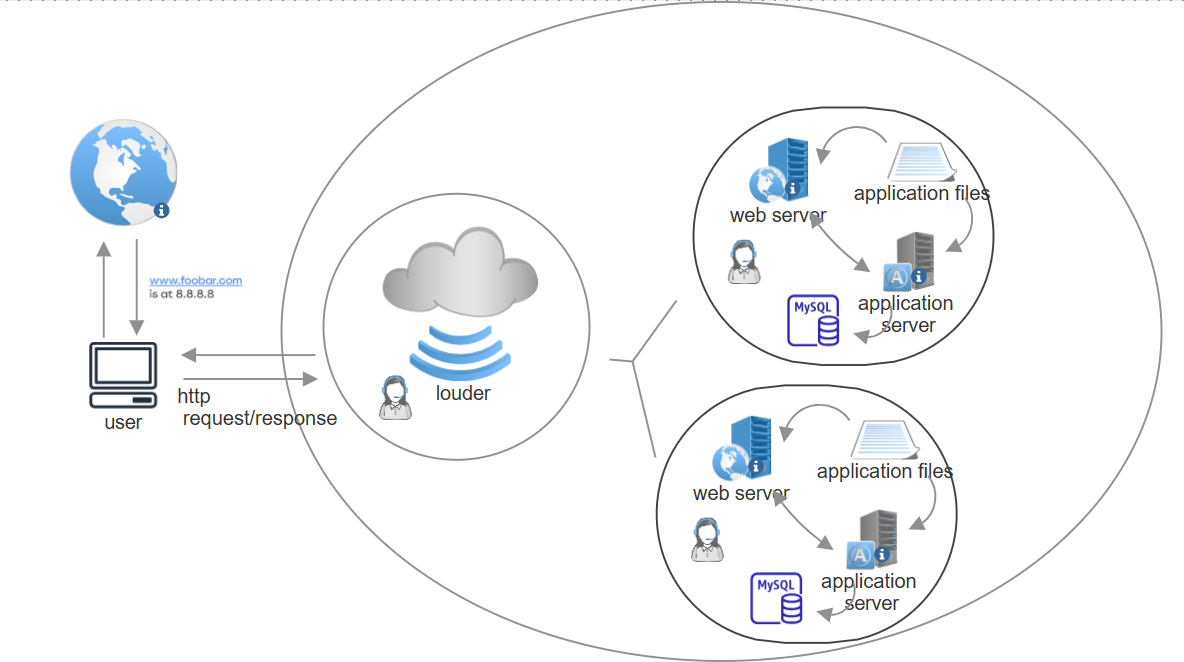 www.foobar.com
is at 8.8.8.8
user
http
request/response
louder
web server
application files
application
server
MySQL
web server
application files
application
server
MySQL